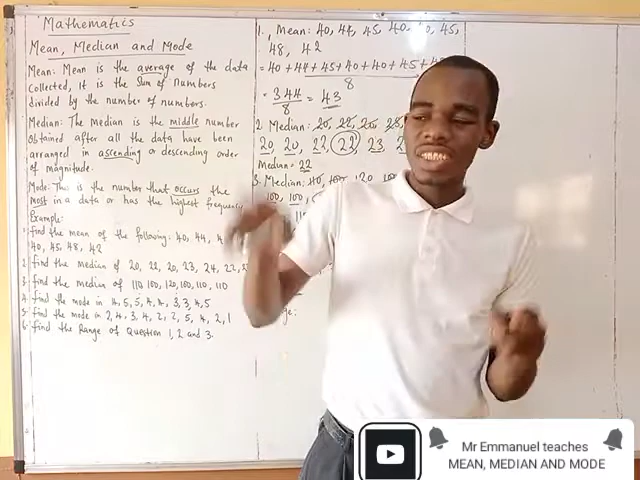 Mathematics
Mean, Median and Mode
Mean: Mean is the average of the data
collected, it is the Sum of numbers
divided by the number of numbers.
Median: The Median is the middle number
obtained after all the data have been
arranged in ascending or descending order
of magnitude.
Mode: This is the number that occurs the
most in a data or has the highest frequency
Example:
1. find the mean of the following: 40, 44,
40, 45, 48, 42
2. find the median of 20, 22, 20, 23, 24, 22,
3. find the median of 110, 100, 120, 100, 110, 110
4. find the mode in 4, 5, 5, 4, 4, 3, 3, 4, 5
5. find the mode in 2, 4, 3, 4, 2, 2, 5, 4, 2, 1
6. find the Range of Question 1, 2 and 3.
1. Mean: 40, 44, 45, 40, 45,
48, 42
= 40 + 44 + 45 + 40 + 40 + 45 +
8
= 344/8 = 43
2. Median: 20, 22, 20,
20, 20, 22, 22, 23, 2
Median = 22
3. Median: 110, 100, 120, 100
100, 100,
110
Mr Emmanuel teaches
MEAN, MEDIAN AND MODE